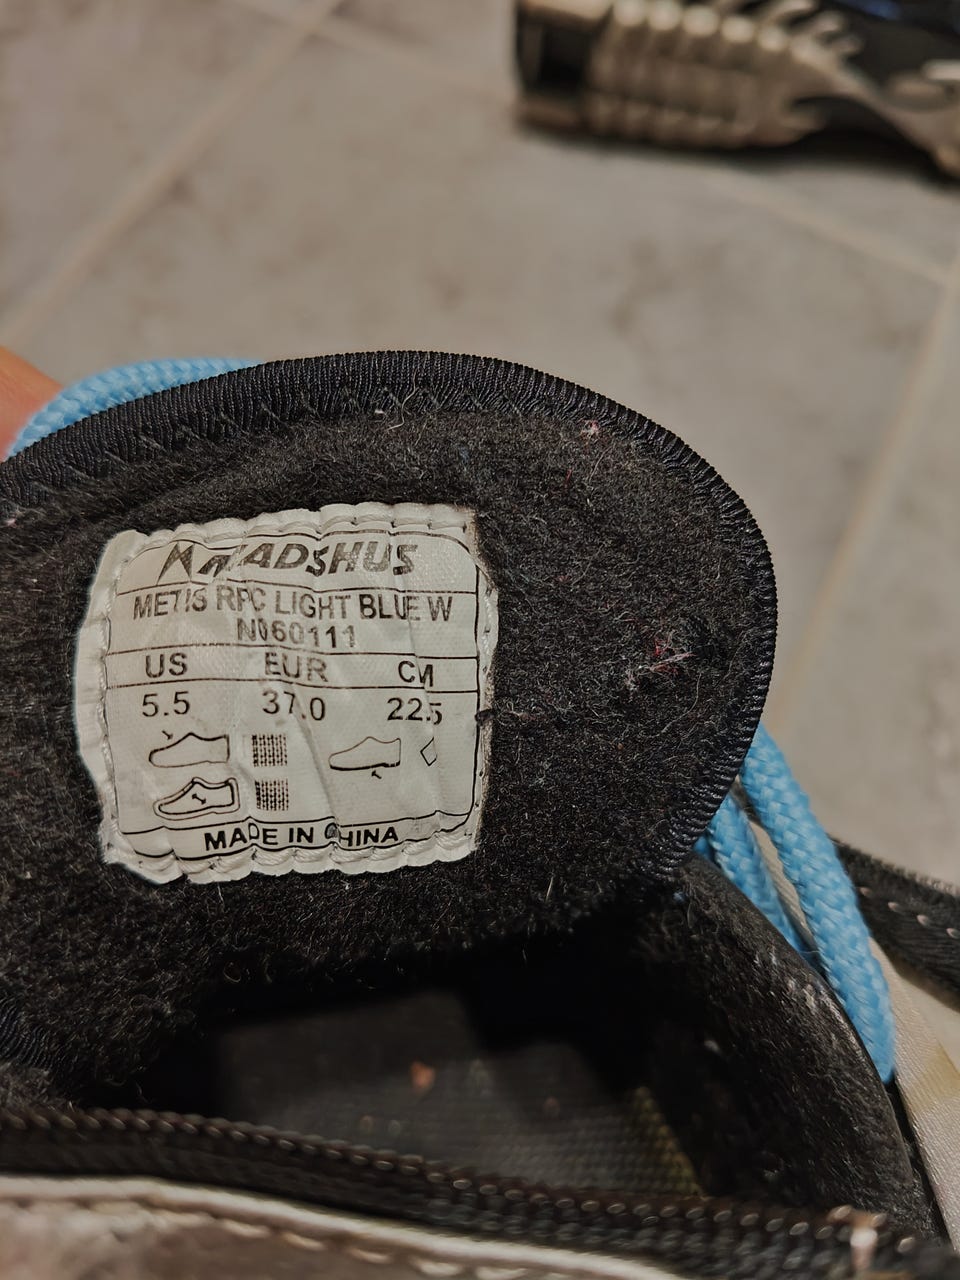 MADSHUS
METIS RPC LIGHT BLUE W
N060111
US EUR CM
5.5 37.0 22.5
MADE IN CHINA